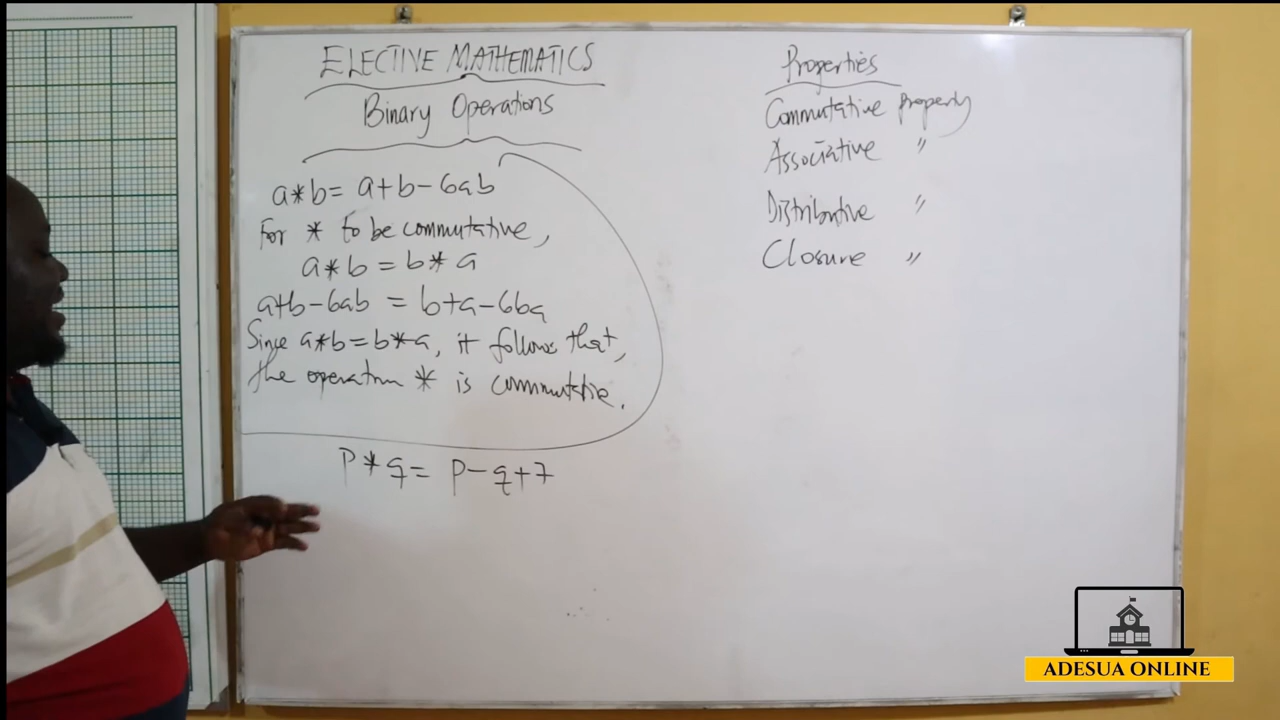 ELECTIVE MATHEMATICS
Binary Operations
a*b= a+b-6ab
For * to be commutative,
a*b = b*a
a+b-6ab = b+a-6ba
Since a*b=b*a, it follows that,
the operation * is commutative.
P*q= p-q+7
Properties
Commutative Property
Associative "
Distributive "
Closure "
ADESUA ONLINE